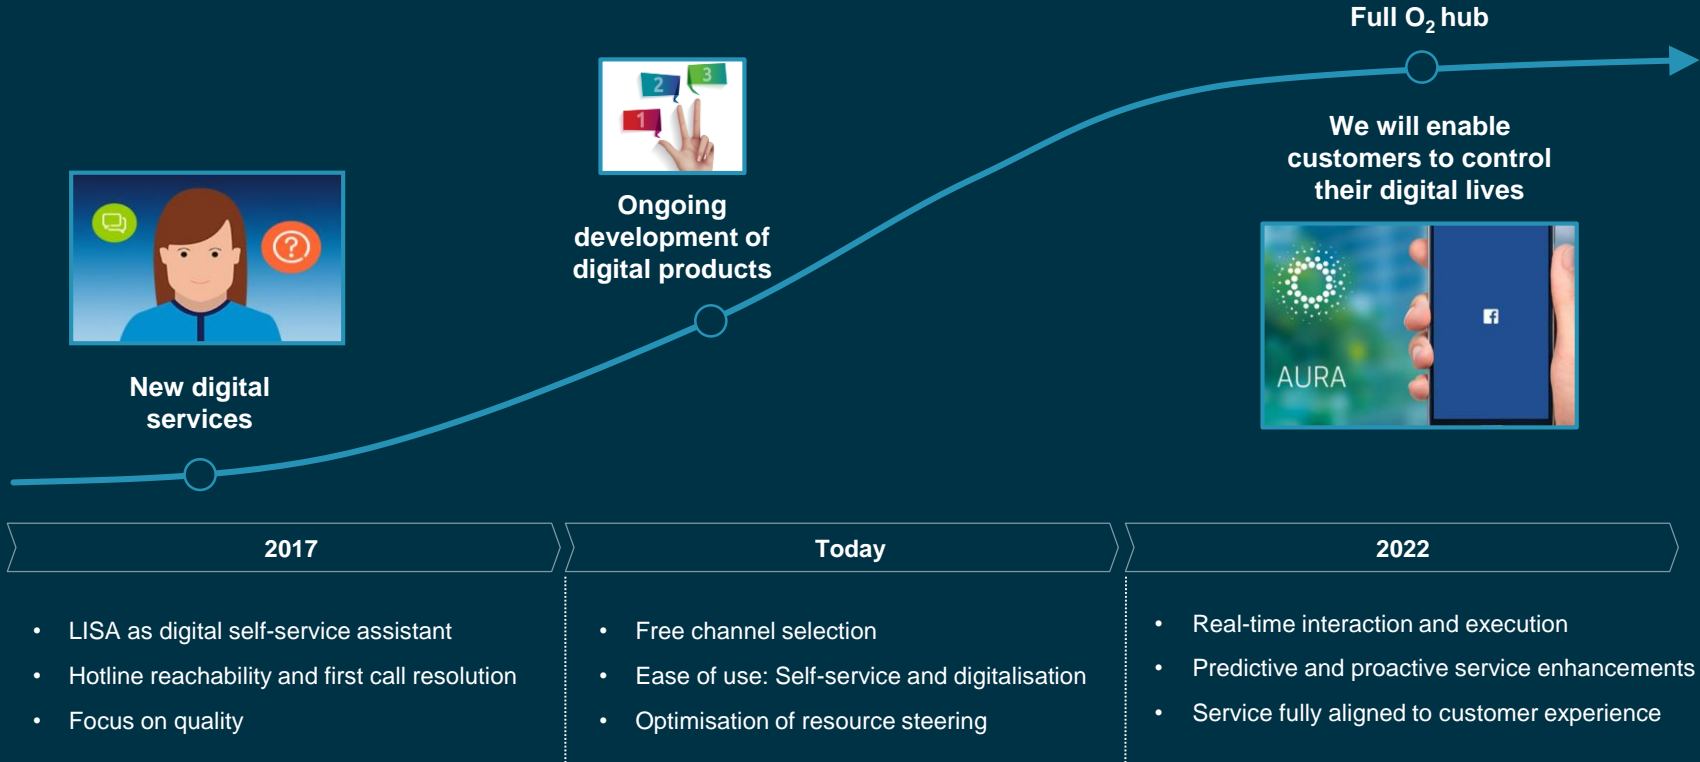 Full O₂ hub
We will enable
customers to control
their digital lives
AURA
1
2
3
Ongoing
development of
digital products
New digital
services
2017
Today
2022
• LISA as digital self-service assistant
• Hotline reachability and first call resolution
• Focus on quality
• Free channel selection
• Ease of use: Self-service and digitalisation
• Optimisation of resource steering
• Real-time interaction and execution
• Predictive and proactive service enhancements
• Service fully aligned to customer experience